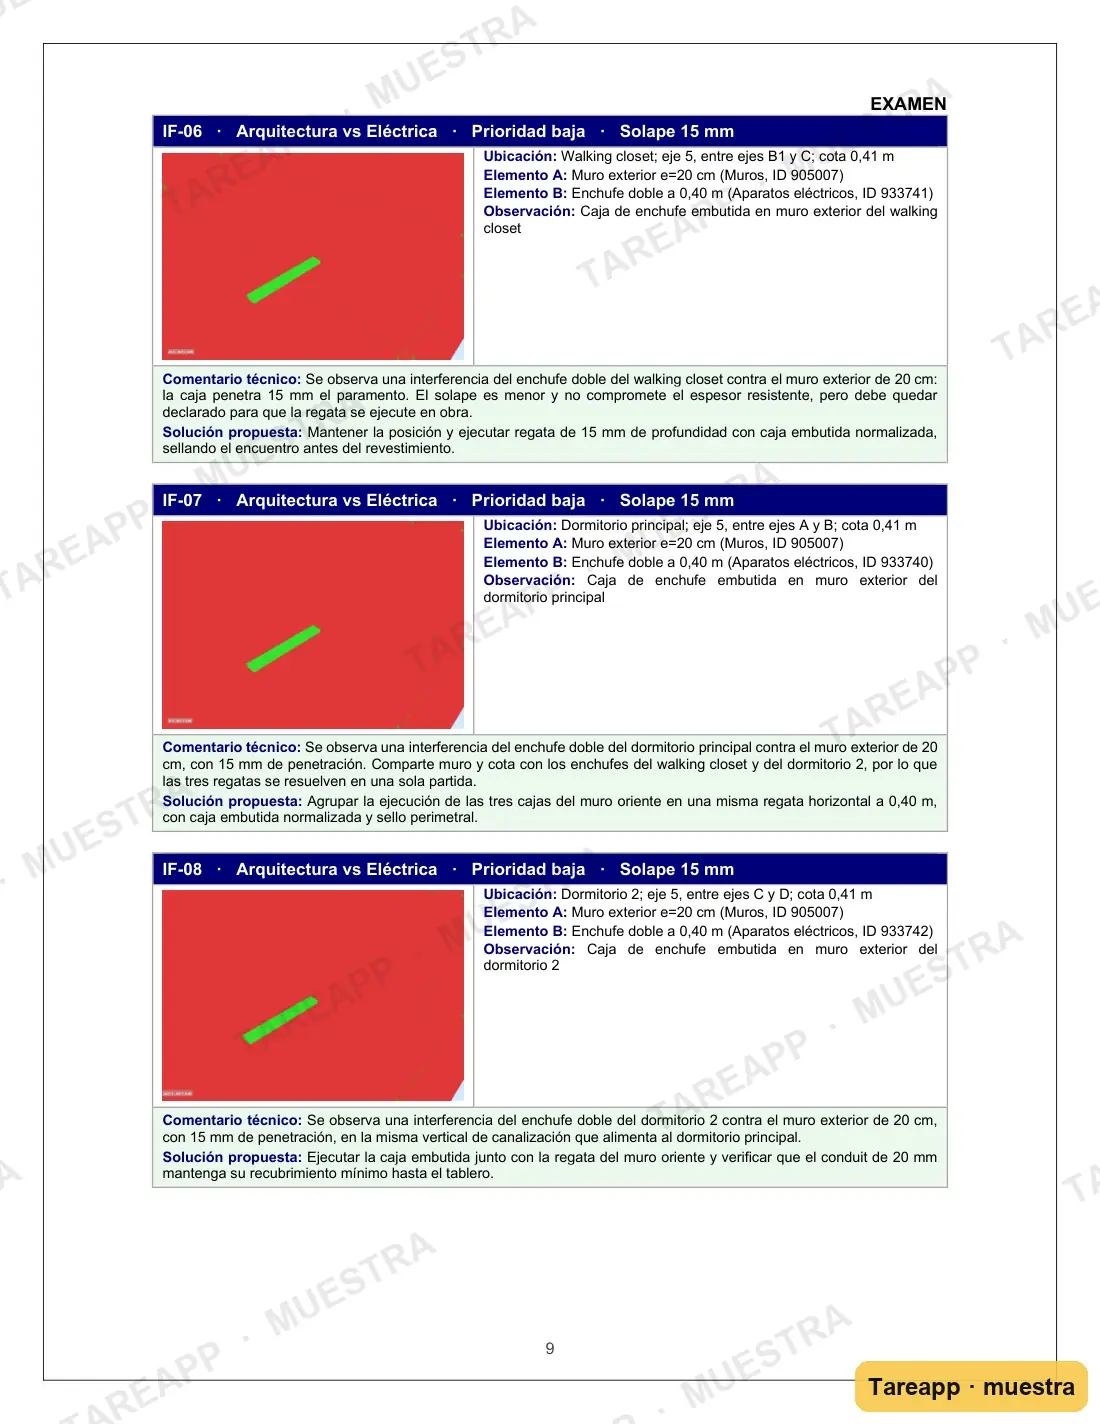 EXAMEN
IF-06 · Arquitectura vs Eléctrica · Prioridad baja · Solape 15 mm
Ubicación: Walking closet; eje 5, entre ejes B1 y C; cota 0,41 m
Elemento A: Muro exterior e=20 cm (Muros, ID 905007)
Elemento B: Enchufe doble a 0,40 m (Aparatos eléctricos, ID 933741)
Observación: Caja de enchufe embutida en muro exterior del walking
closet
Comentario técnico: Se observa una interferencia del enchufe doble del walking closet contra el muro exterior de 20 cm:
la caja penetra 15 mm el paramento. El solape es menor y no compromete el espesor resistente, pero debe quedar
declarado para que la regata se ejecute en obra.
Solución propuesta: Mantener la posición y ejecutar regata de 15 mm de profundidad con caja embutida normalizada,
sellando el encuentro antes del revestimiento.
IF-07 · Arquitectura vs Eléctrica · Prioridad baja · Solape 15 mm
Ubicación: Dormitorio principal; eje 5, entre ejes A y B; cota 0,41 m
Elemento A: Muro exterior e=20 cm (Muros, ID 905007)
Elemento B: Enchufe doble a 0,40 m (Aparatos eléctricos, ID 933740)
Observación: Caja de enchufe embutida en muro exterior del
dormitorio principal
Comentario técnico: Se observa una interferencia del enchufe doble del dormitorio principal contra el muro exterior de 20
cm, con 15 mm de penetración. Comparte muro y cota con los enchufes del walking closet y del dormitorio 2, por lo que
las tres regatas se resuelven en una sola partida.
Solución propuesta: Agrupar la ejecución de las tres cajas del muro oriente en una misma regata horizontal a 0,40 m,
con caja embutida normalizada y sello perimetral.
IF-08 · Arquitectura vs Eléctrica · Prioridad baja · Solape 15 mm
Ubicación: Dormitorio 2; eje 5, entre ejes C y D; cota 0,41 m
Elemento A: Muro exterior e=20 cm (Muros, ID 905007)
Elemento B: Enchufe doble a 0,40 m (Aparatos eléctricos, ID 933742)
Observación: Caja de enchufe embutida en muro exterior del
dormitorio 2
Comentario técnico: Se observa una interferencia del enchufe doble del dormitorio 2 contra el muro exterior de 20 cm,
con 15 mm de penetración, en la misma vertical de canalización que alimenta al dormitorio principal.
Solución propuesta: Ejecutar la caja embutida junto con la regata del muro oriente y verificar que el conduit de 20 mm
mantenga su recubrimiento mínimo hasta el tablero.
9
Tareapp · muestra
TAREAPP · MUESTRA